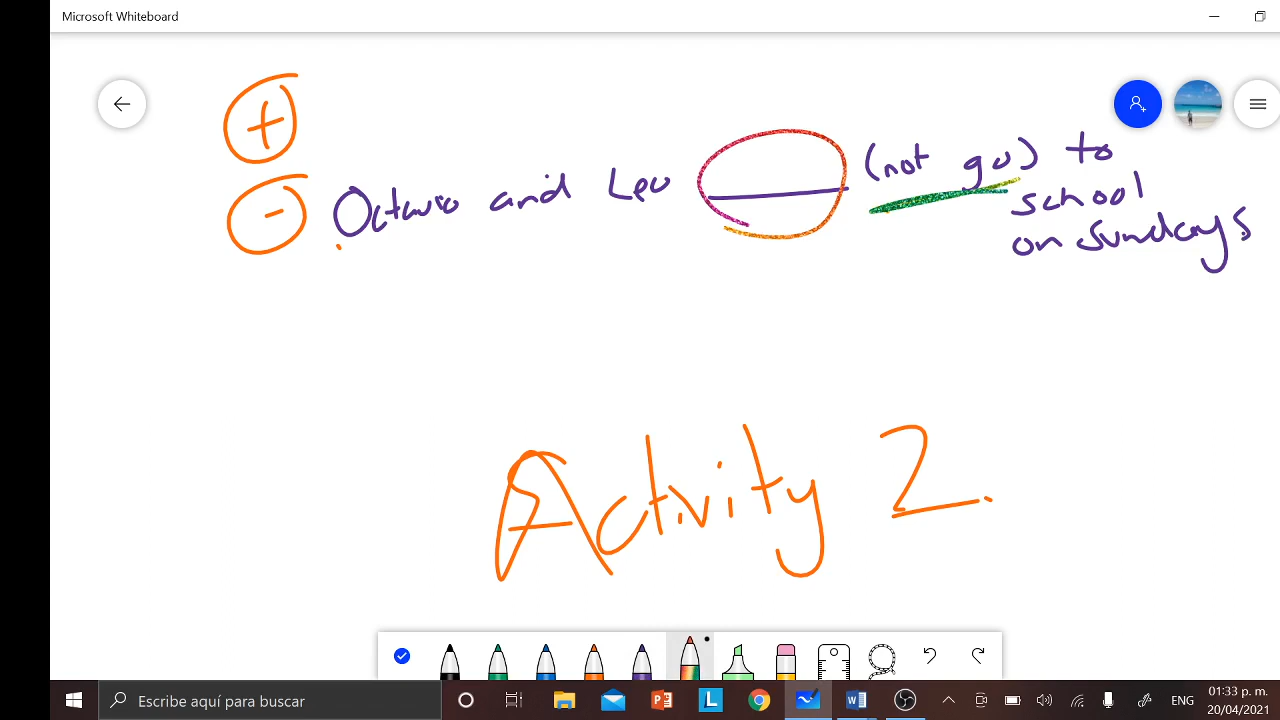 Microsoft Whiteboard
+
- Octavio and Leo ________ (not go) to
school
on sundays
Activity 2.
Escribe aquí para buscar
ENG
01:33 p. m.
20/04/2021